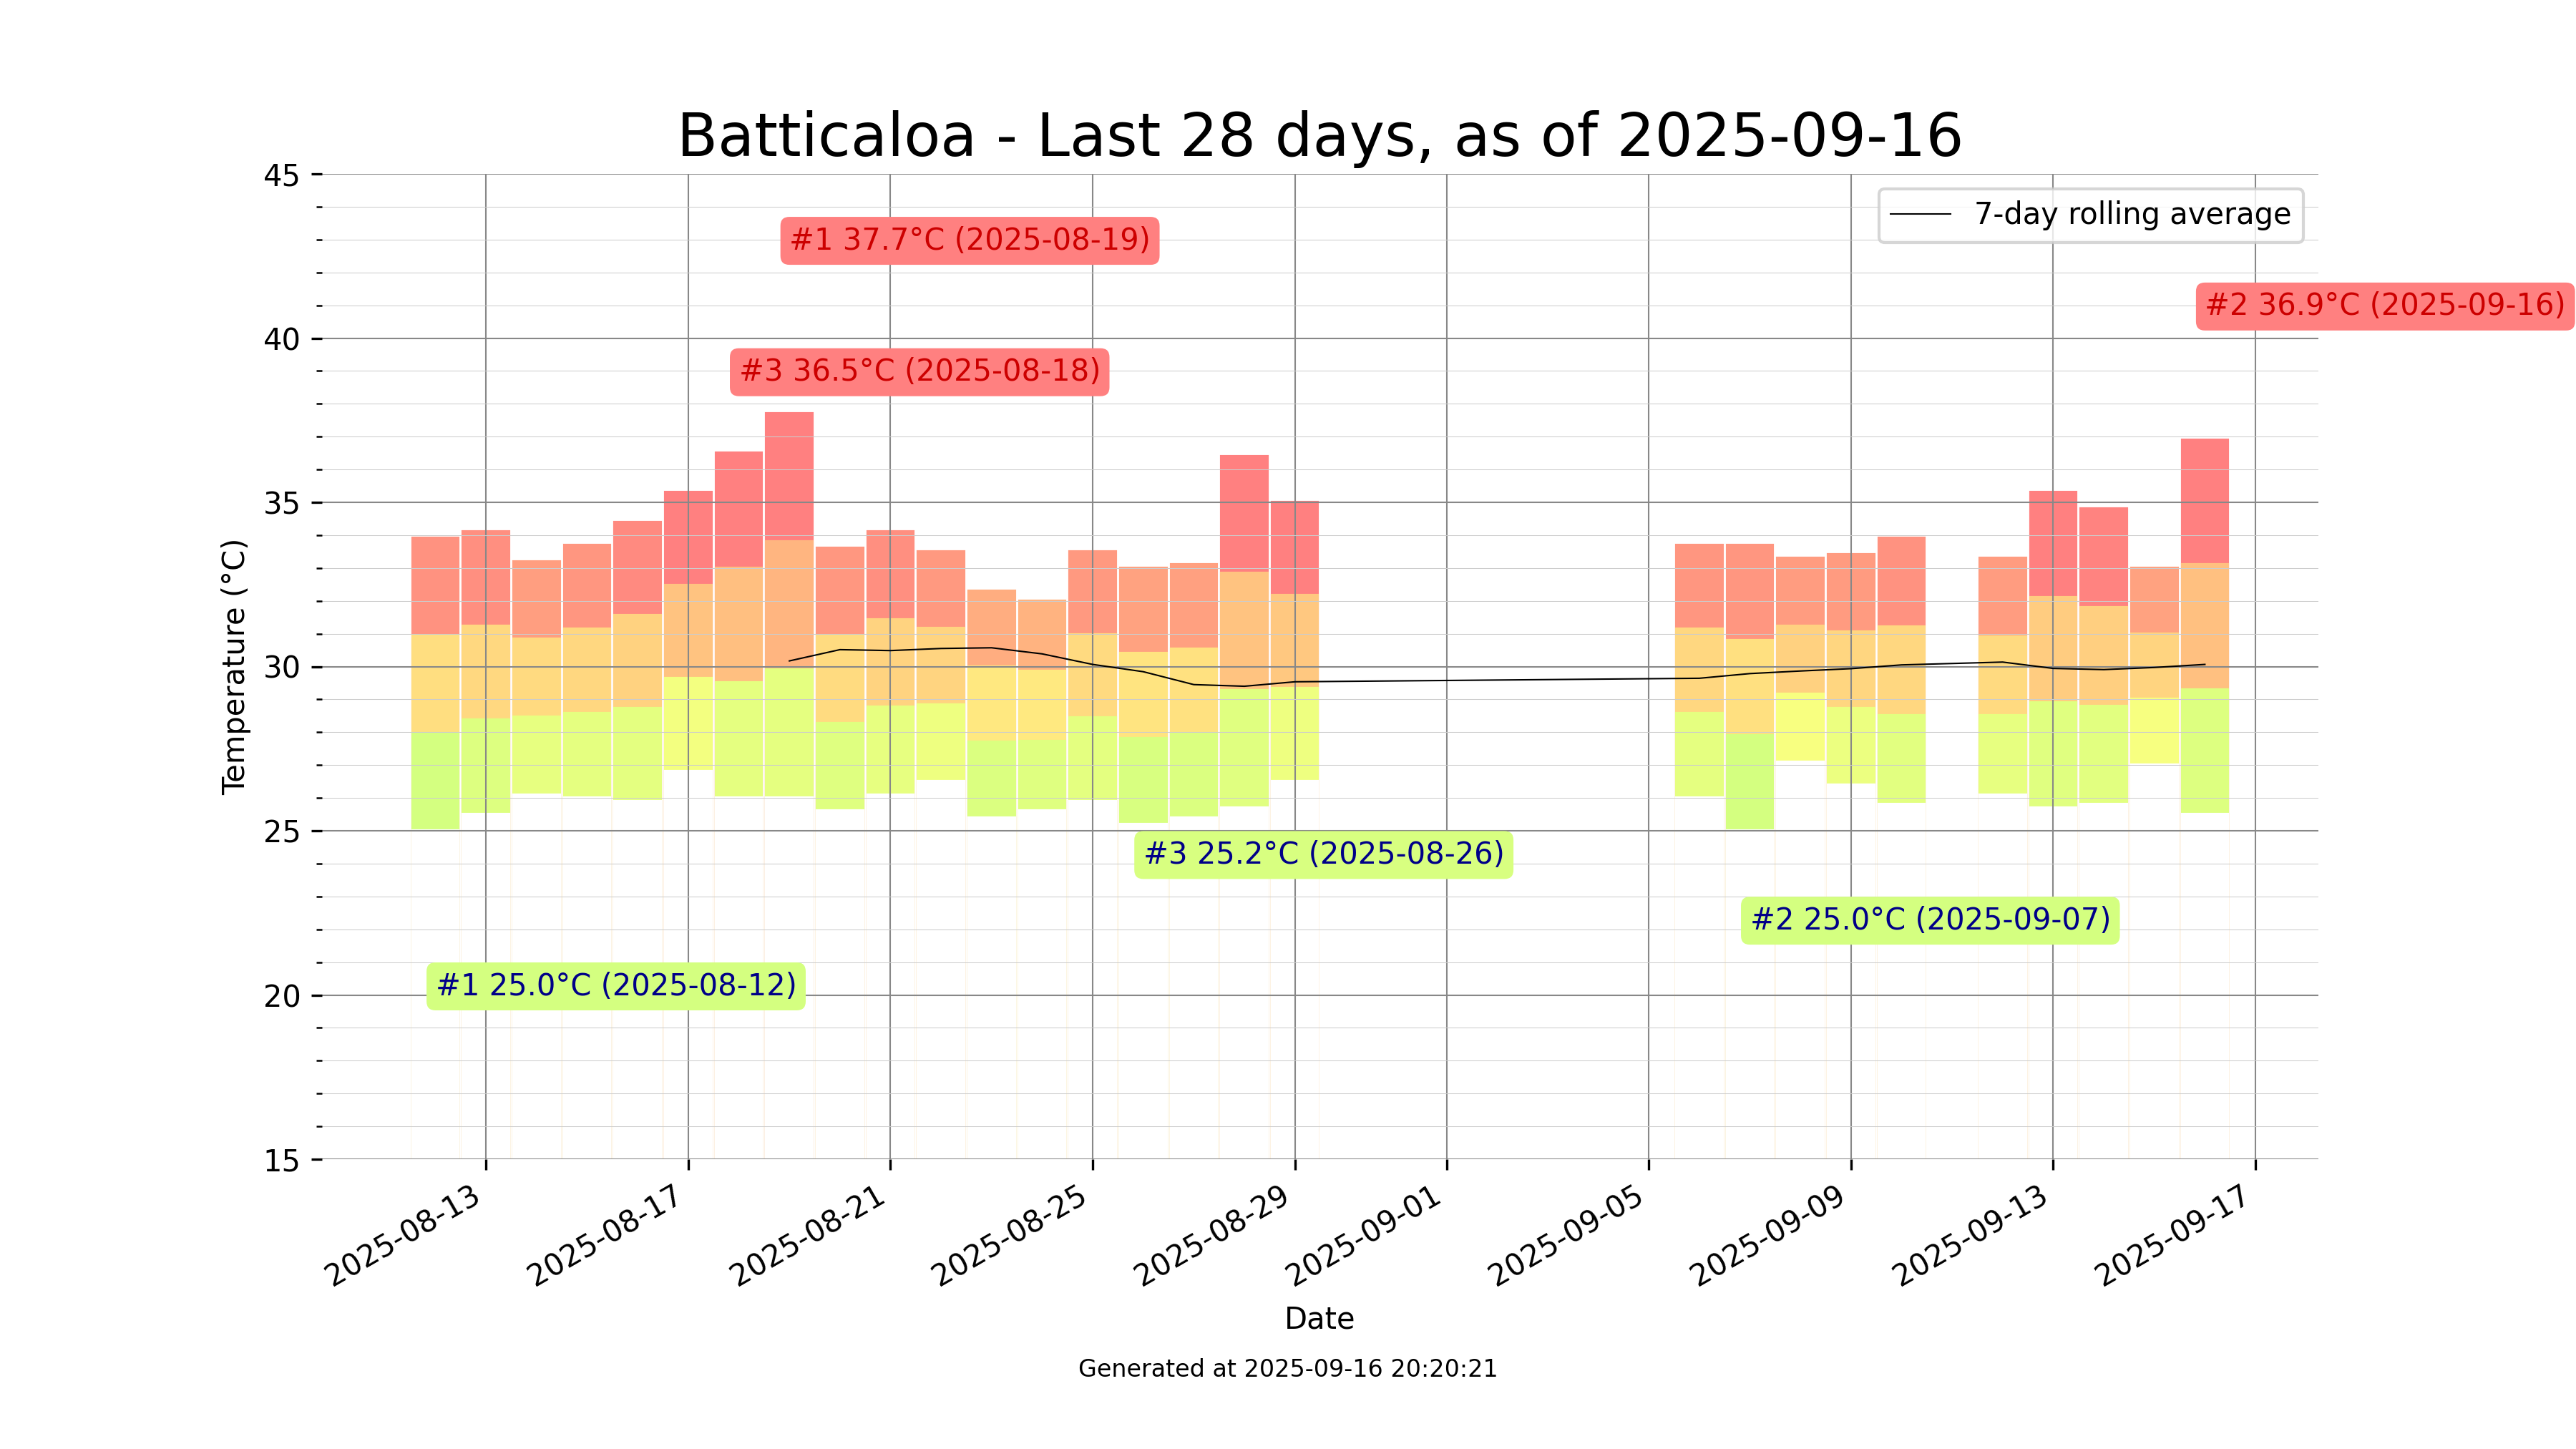 Batticaloa - Last 28 days, as of 2025-09-16
7-day rolling average
#1 37.7°C (2025-08-19)
#2 36.9°C (2025-09-16)
#3 36.5°C (2025-08-18)
#3 25.2°C (2025-08-26)
#2 25.0°C (2025-09-07)
#1 25.0°C (2025-08-12)
Temperature (°C)
45
40
35
30
25
20
15
2025-08-13
2025-08-17
2025-08-21
2025-08-25
2025-08-29
2025-09-01
2025-09-05
2025-09-09
2025-09-13
2025-09-17
Date
Generated at 2025-09-16 20:20:21